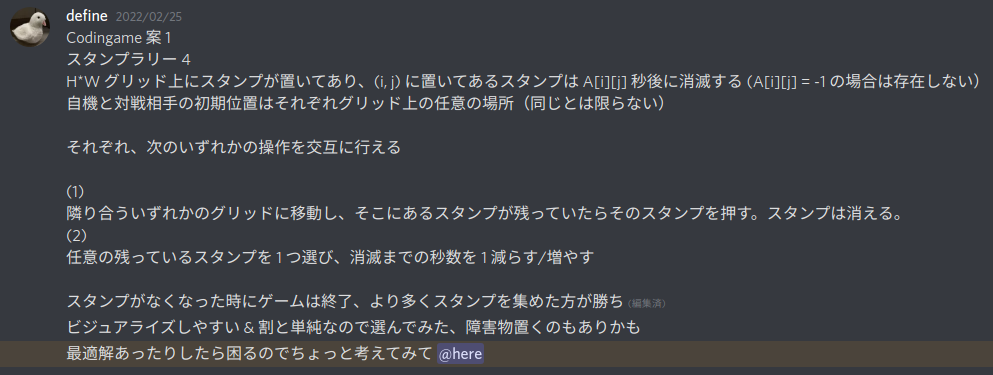 define 2022/02/25
Codingame 案 1
スタンプラリー 4
H*W グリッド上にスタンプが置いてあり、(i, j) に置いてあるスタンプは A[i][j] 秒後に消滅する (A[i][j] = -1 の場合は存在しない)
自機と対戦相手の初期位置はそれぞれグリッド上の任意の場所（同じとは限らない）
それぞれ、次のいずれかの操作を交互に行える
(1)
隣り合ういずれかのグリッドに移動し、そこにあるスタンプが残っていたらそのスタンプを押す。スタンプは消える。
(2)
任意の残っているスタンプを 1 つ選び、消滅までの秒数を 1 減らす/増やす
スタンプがなくなった時にゲームは終了、より多くスタンプを集めた方が勝ち (編集済)
ビジュアライズしやすい & 割と単純なので選んでみた、障害物置くのもありかも
最適解あったりしたら困るのでちょっと考えてみて @here